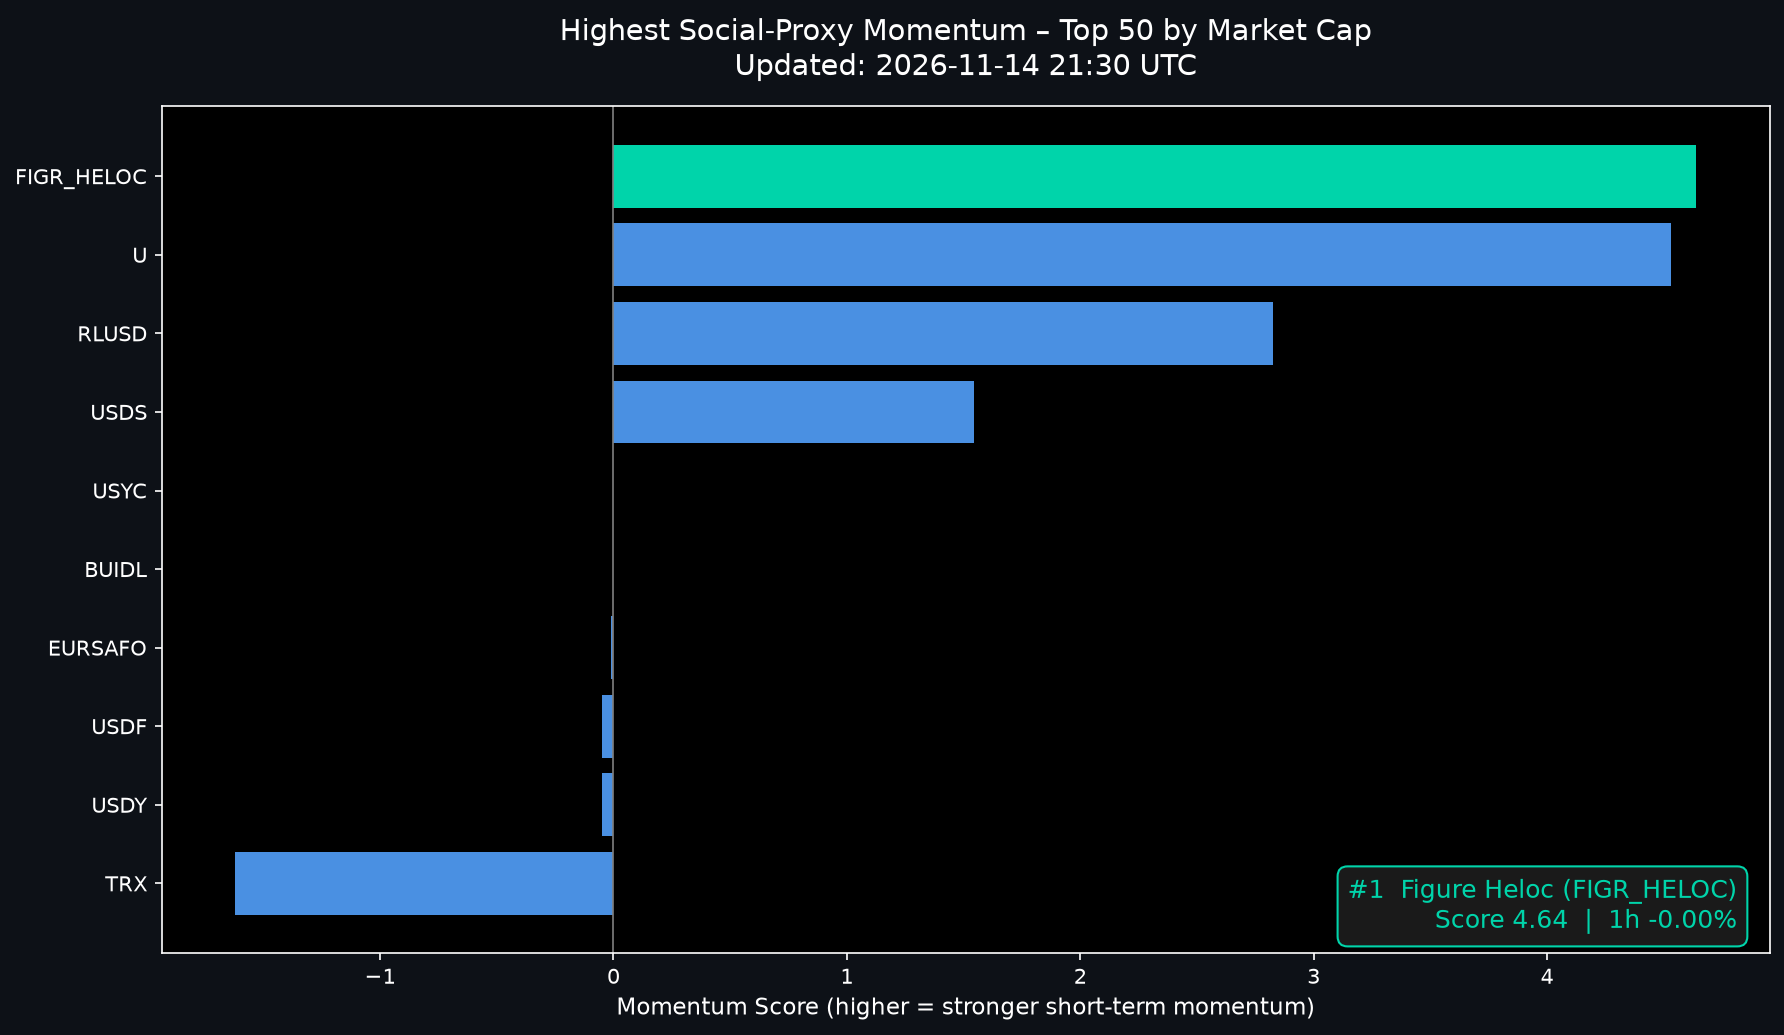 Highest Social-Proxy Momentum – Top 50 by Market Cap
Updated: 2026-11-14 21:30 UTC
FIGR_HELOC
U
RLUSD
USDS
USYC
BUIDL
EURSAFO
USDF
USDY
TRX
#1  Figure Heloc (FIGR_HELOC)
Score 4.64  |  1h -0.00%
−1
0
1
2
3
4
Momentum Score (higher = stronger short-term momentum)